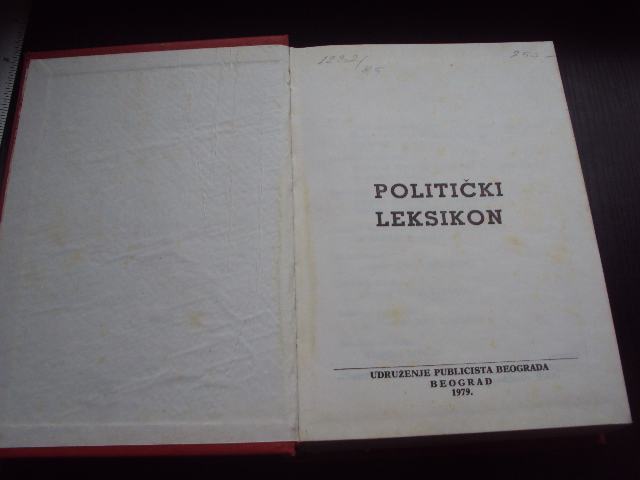 POLITIČKI
LEKSIKON
UDRUŽENJE PUBLICISTA BEOGRADA
BEOGRAD
1979.